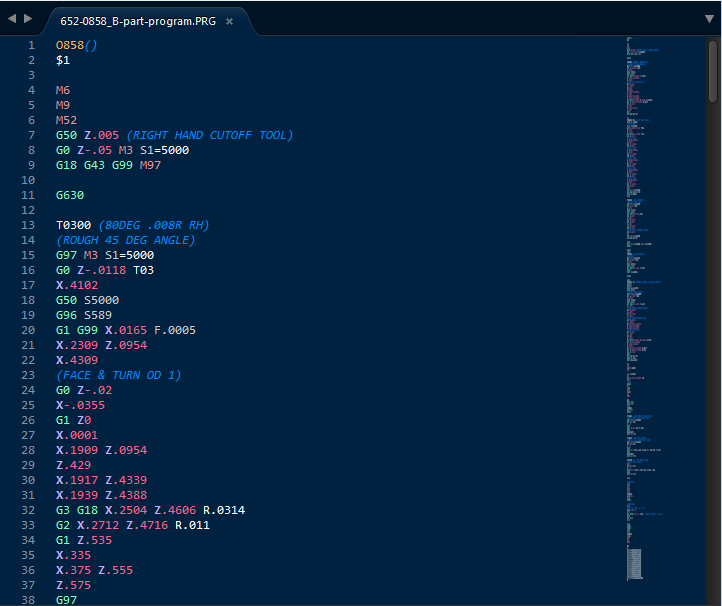 652-0858_B-part-program.PRG ×
1 O858()
2 $1
3
4 M6
5 M9
6 M52
7 G50 Z.005 (RIGHT HAND CUTOFF TOOL)
8 G0 Z-.05 M3 S1=5000
9 G18 G43 G99 M97
10
11 G630
12
13 T0300 (80DEG .008R RH)
14 (ROUGH 45 DEG ANGLE)
15 G97 M3 S1=5000
16 G0 Z-.0118 T03
17 X.4102
18 G50 S5000
19 G96 S589
20 G1 G99 X.0165 F.0005
21 X.2309 Z.0954
22 X.4309
23 (FACE & TURN OD 1)
24 G0 Z-.02
25 X-.0355
26 G1 Z0
27 X.0001
28 X.1909 Z.0954
29 Z.429
30 X.1917 Z.4339
31 X.1939 Z.4388
32 G3 G18 X.2504 Z.4606 R.0314
33 G2 X.2712 Z.4716 R.011
34 G1 Z.535
35 X.335
36 X.375 Z.555
37 Z.575
38 G97